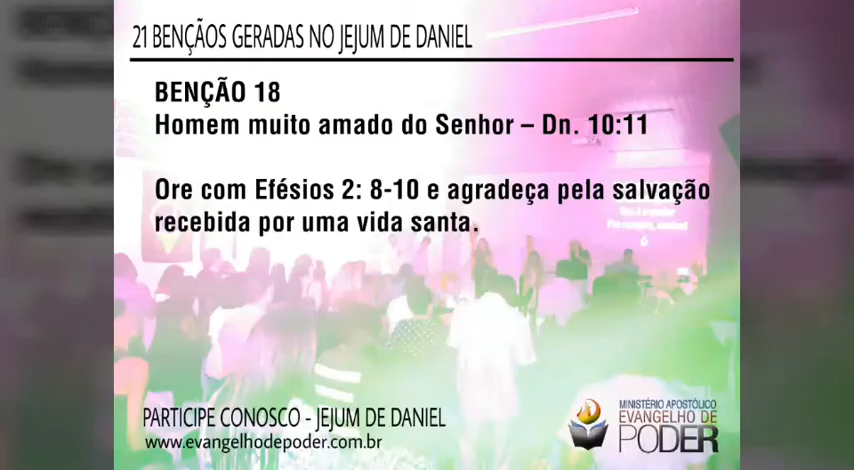 21 BENÇÃOS GERADAS NO JEJUM DE DANIEL
BENÇÃO 18
Homem muito amado do Senhor – Dn. 10:11
Ore com Efésios 2: 8-10 e agradeça pela salvação
recebida por uma vida santa.
PARTICIPE CONOSCO - JEJUM DE DANIEL
www.evangelhodepoder.com.br
MINISTÉRIO APOSTÓLICO
EVANGELHO DE
PODER